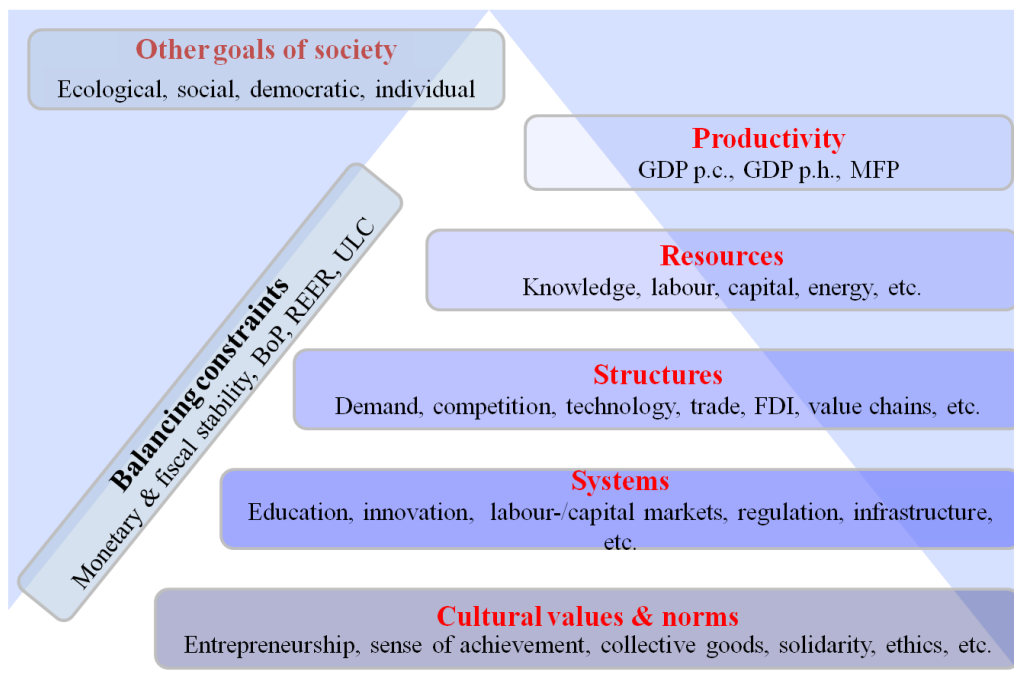 Other goals of society
Ecological, social, democratic, individual
Productivity
GDP p.c., GDP p.h., MFP
Resources
Knowledge, labour, capital, energy, etc.
Balancing constraints
Monetary & fiscal stability, BoP, REER, ULC
Structures
Demand, competition, technology, trade, FDI, value chains, etc.
Systems
Education, innovation, labour-/capital markets, regulation, infrastructure,
etc.
Cultural values & norms
Entrepreneurship, sense of achievement, collective goods, solidarity, ethics, etc.